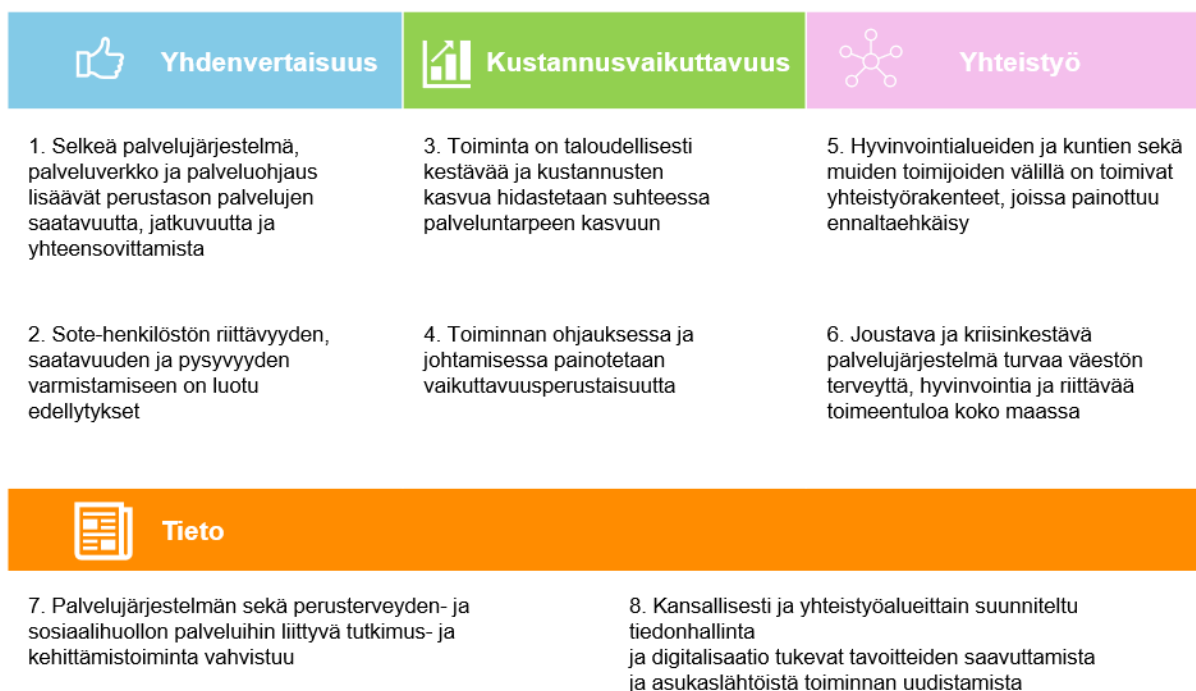 Yhdenvertaisuus
1. Selkeä palvelujärjestelmä,
palveluverkko ja palveluohjaus
lisäävät perustason palvelujen
saatavuutta, jatkuvuutta ja
yhteensovittamista
2. Sote-henkilöstön riittävyyden,
saatavuuden ja pysyvyyden
varmistamiseen on luotu
edellytykset
Kustannusvaikuttavuus
3. Toiminta on taloudellisesti
kestävää ja kustannusten
kasvua hidastetaan suhteessa
palveluntarpeen kasvuun
4. Toiminnan ohjauksessa ja
johtamisessa painotetaan
vaikuttavuusperustaisuutta
Yhteistyö
5. Hyvinvointialueiden ja kuntien sekä
muiden toimijoiden välillä on toimivat
yhteistyörakenteet, joissa painottuu
ennaltaehkäisy
6. Joustava ja kriisinkestävä
palvelujärjestelmä turvaa väestön
terveyttä, hyvinvointia ja riittävää
toimeentuloa koko maassa
Tieto
7. Palvelujärjestelmän sekä perusterveyden- ja
sosiaalihuollon palveluihin liittyvä tutkimus- ja
kehittämistoiminta vahvistuu
8. Kansallisesti ja yhteistyöalueittain suunniteltu
tiedonhallinta
ja digitalisaatio tukevat tavoitteiden saavuttamista
ja asukaslähtöistä toiminnan uudistamista